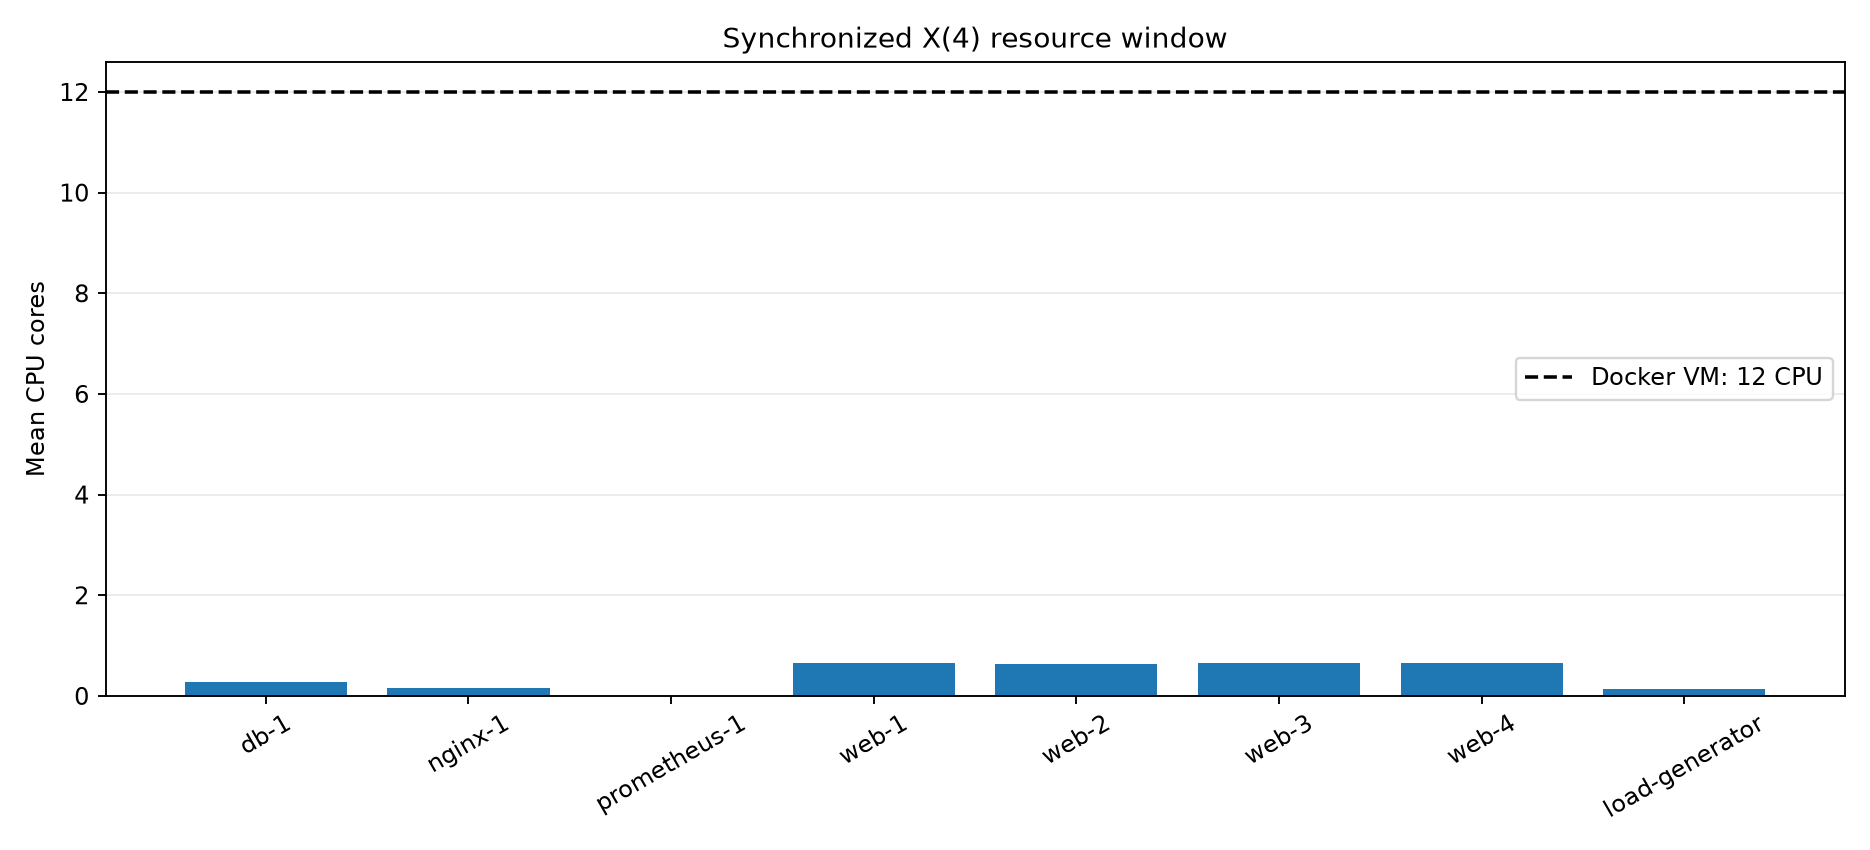 Synchronized X(4) resource window
Mean CPU cores
12
10
8
6
4
2
0
Docker VM: 12 CPU
db-1
nginx-1
prometheus-1
web-1
web-2
web-3
web-4
load-generator